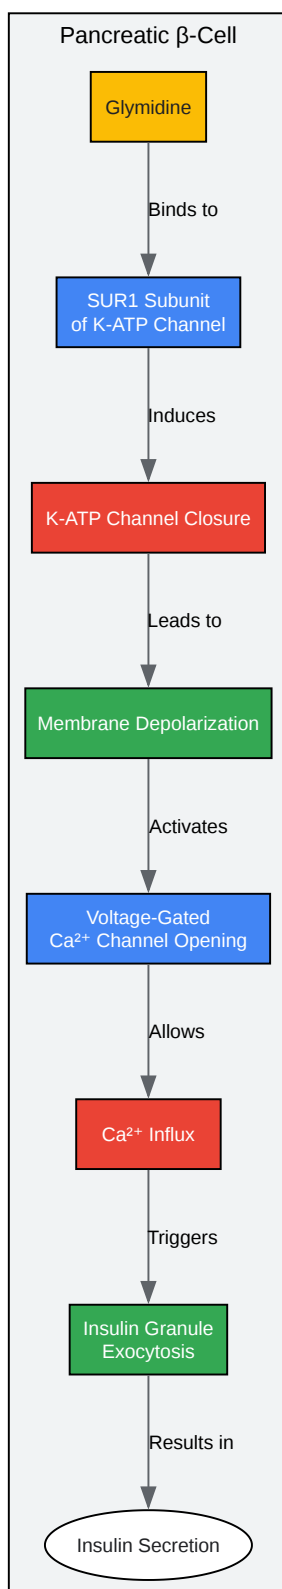 Pancreatic β-Cell
Glymidine
Binds to
SUR1 Subunit
of K-ATP Channel
Induces
K-ATP Channel Closure
Leads to
Membrane Depolarization
Activates
Voltage-Gated
Ca²⁺ Channel Opening
Allows
Ca²⁺ Influx
Triggers
Insulin Granule
Exocytosis
Results in
Insulin Secretion